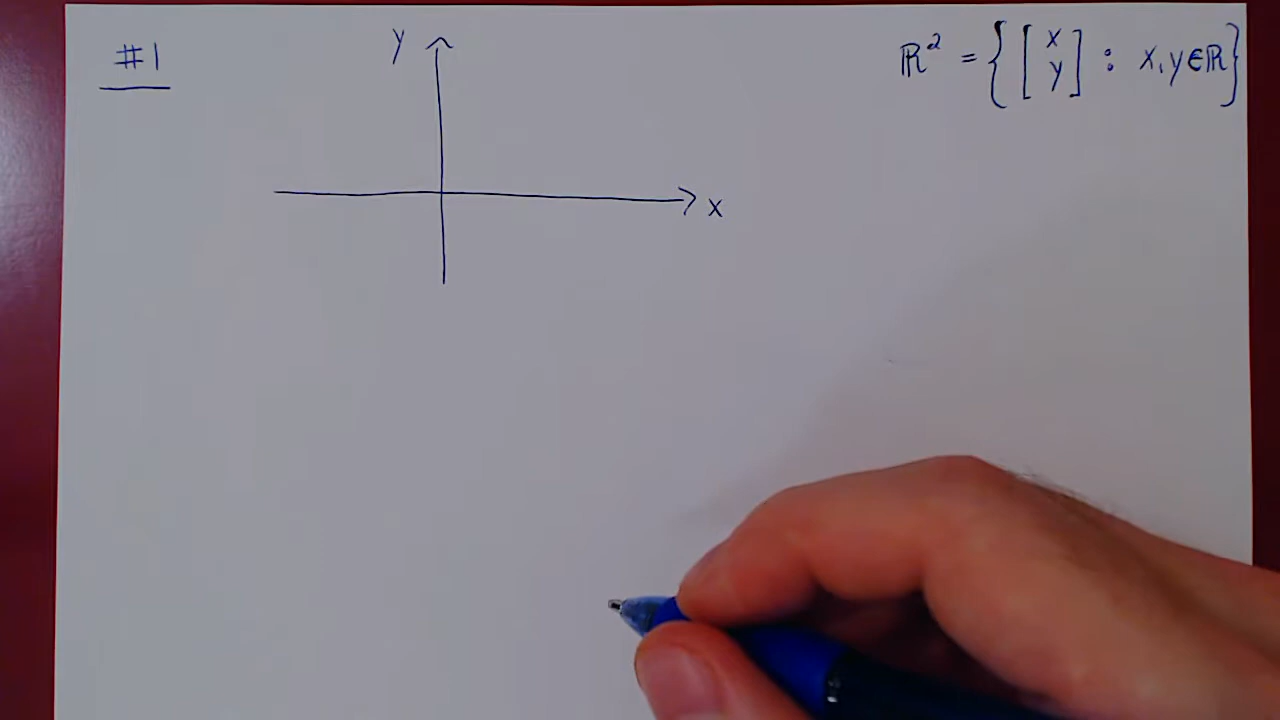 #1
y
ℝ² = { [ x y ] : x, y ∈ ℝ }
x